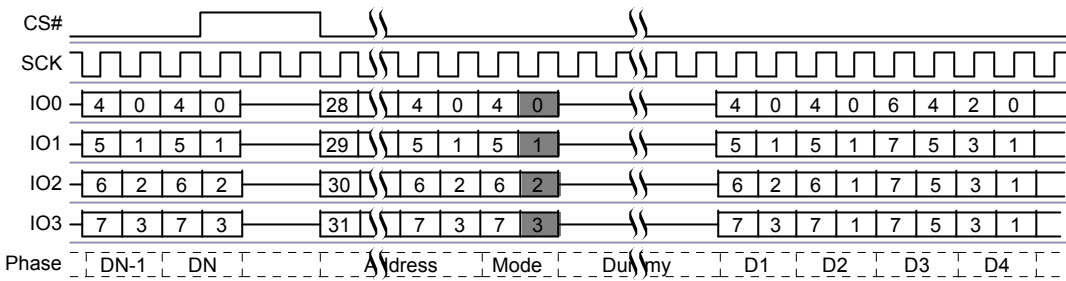 CS#
SCK
IO0 4 0 4 0 28 4 0 4 0 4 0 4 0 6 4 2 0
IO1 5 1 5 1 29 5 1 5 1 5 1 5 1 7 5 3 1
IO2 6 2 6 2 30 6 2 6 2 6 2 6 1 7 5 3 1
IO3 7 3 7 3 31 7 3 7 3 7 3 7 1 7 5 3 1
Phase DN-1 DN Address Mode Dummy D1 D2 D3 D4